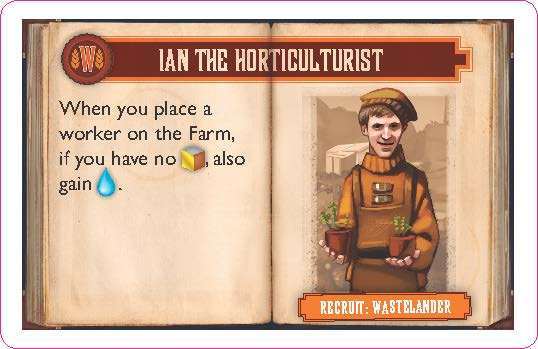 W
IAN THE HORTICULTURIST
When you place a
worker on the Farm,
if you have no , also
gain .
RECRUIT: WASTELANDER